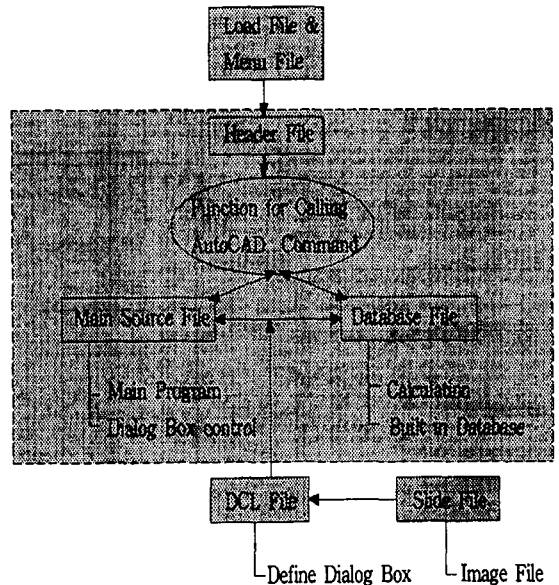 Load File &
Menu File
Header File
Function for Calling
AutoCAD Command
Main Source File
Database File
Main Program
Dialog Box control
Calculation
Built in Database
DCL File
Slide File
Define Dialog Box
Image File